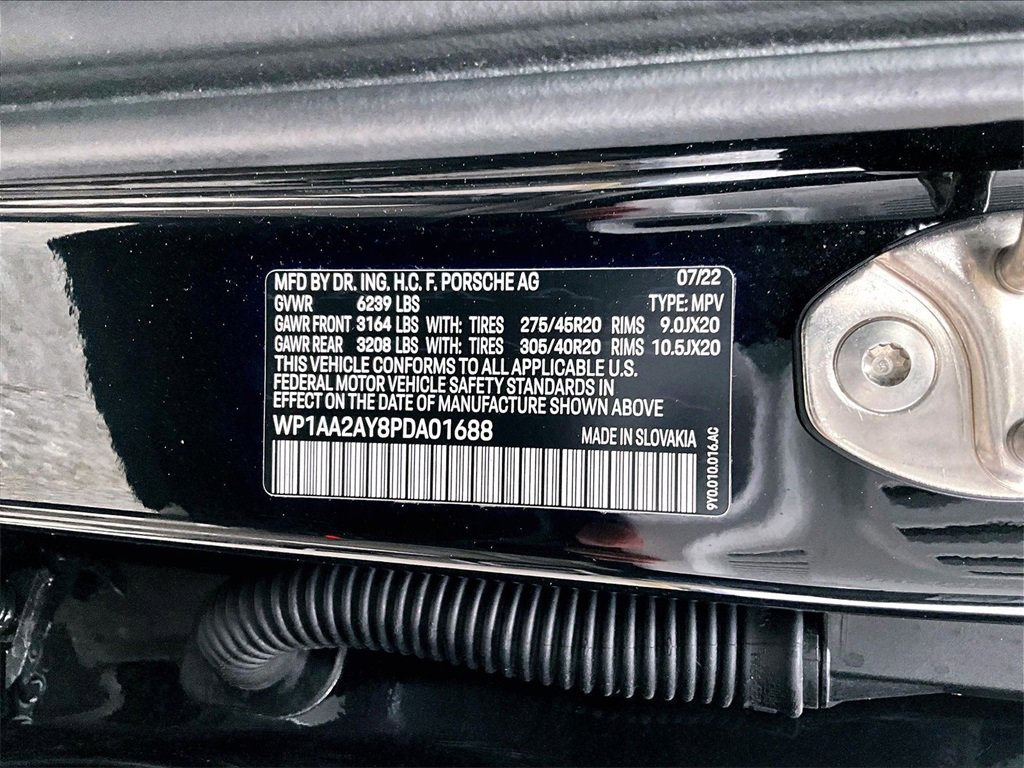 MFD BY DR. ING. H.C. F. PORSCHE AG 07/22
GVWR 6239 LBS TYPE: MPV
GAWR FRONT 3164 LBS WITH: TIRES 275/45R20 RIMS 9.0JX20
GAWR REAR 3208 LBS WITH: TIRES 305/40R20 RIMS 10.5JX20
THIS VEHICLE CONFORMS TO ALL APPLICABLE U.S.
FEDERAL MOTOR VEHICLE SAFETY STANDARDS IN
EFFECT ON THE DATE OF MANUFACTURE SHOWN ABOVE
WP1AA2AY8PDA01688 MADE IN SLOVAKIA
9Y0.010.016.AC